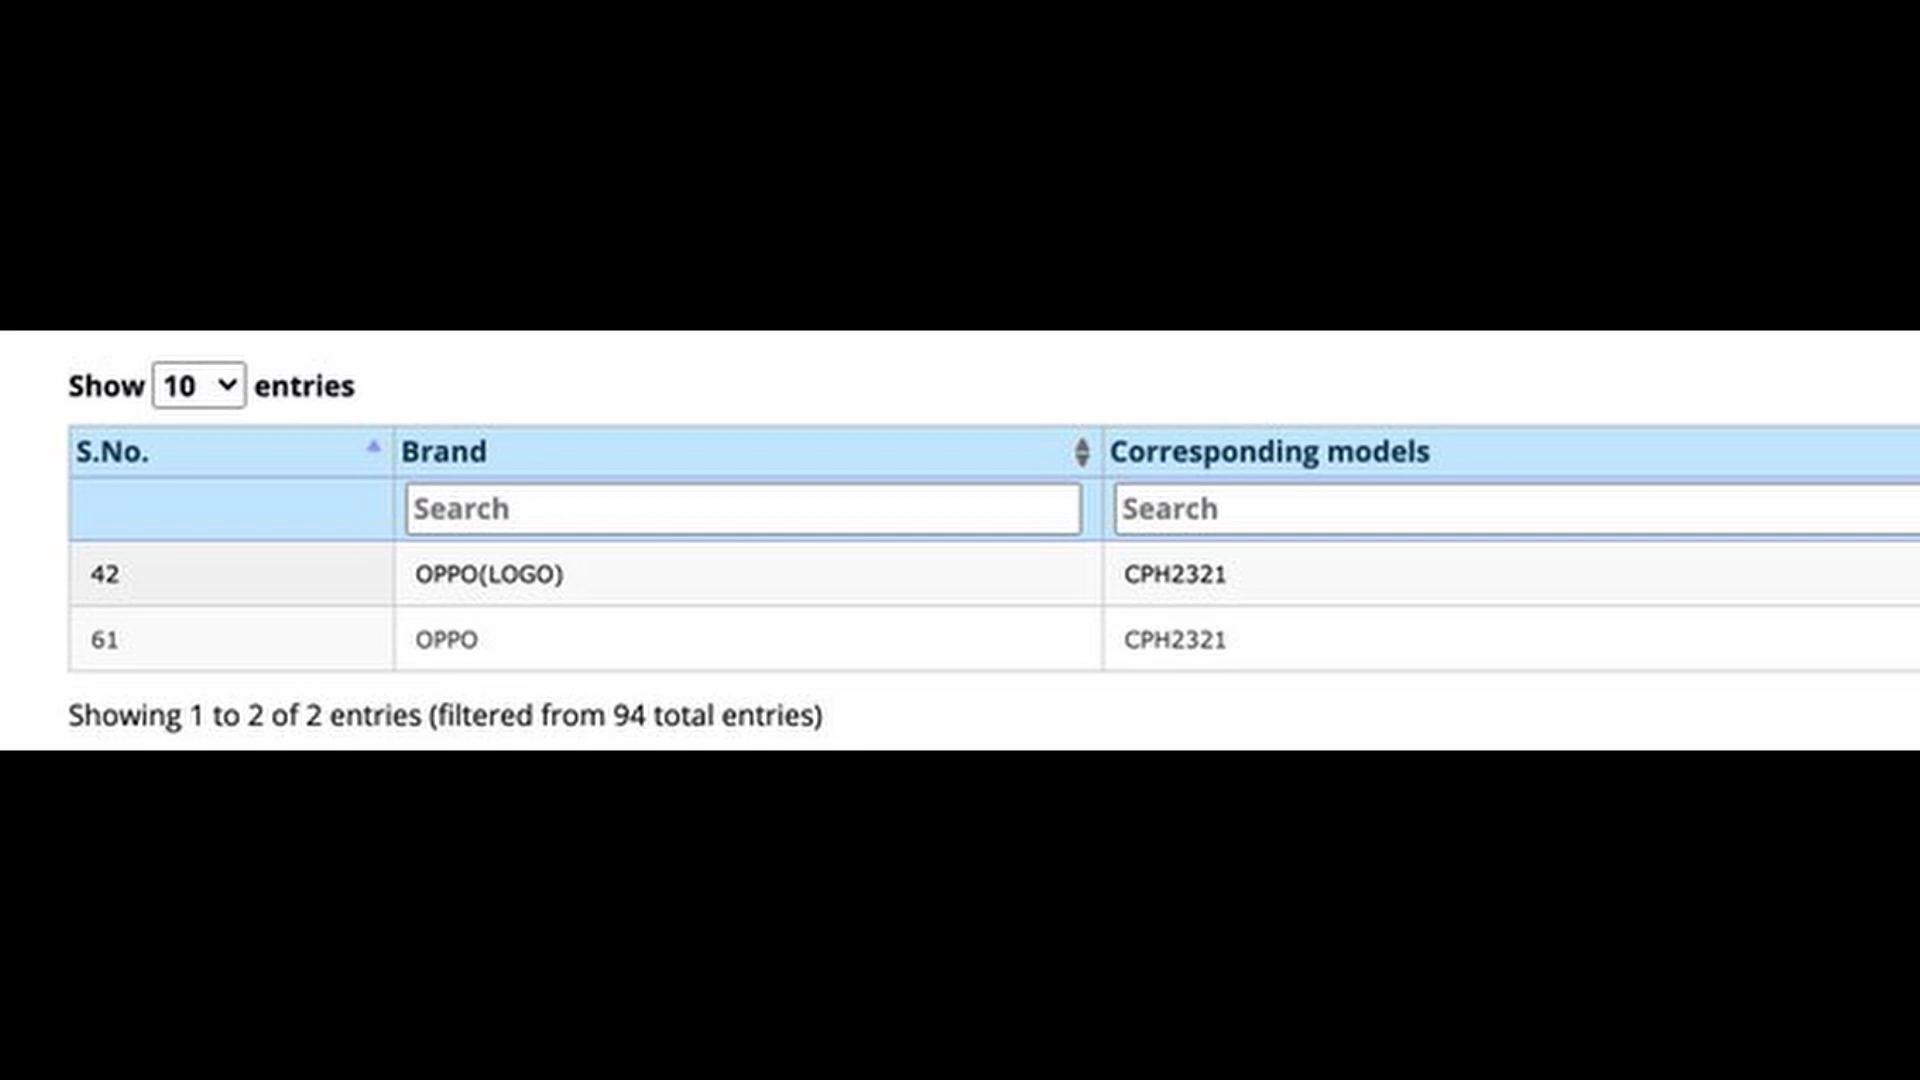 Show 10 entries
S.No. Brand Corresponding models
Search Search
42 OPPO(LOGO) CPH2321
61 OPPO CPH2321
Showing 1 to 2 of 2 entries (filtered from 94 total entries)